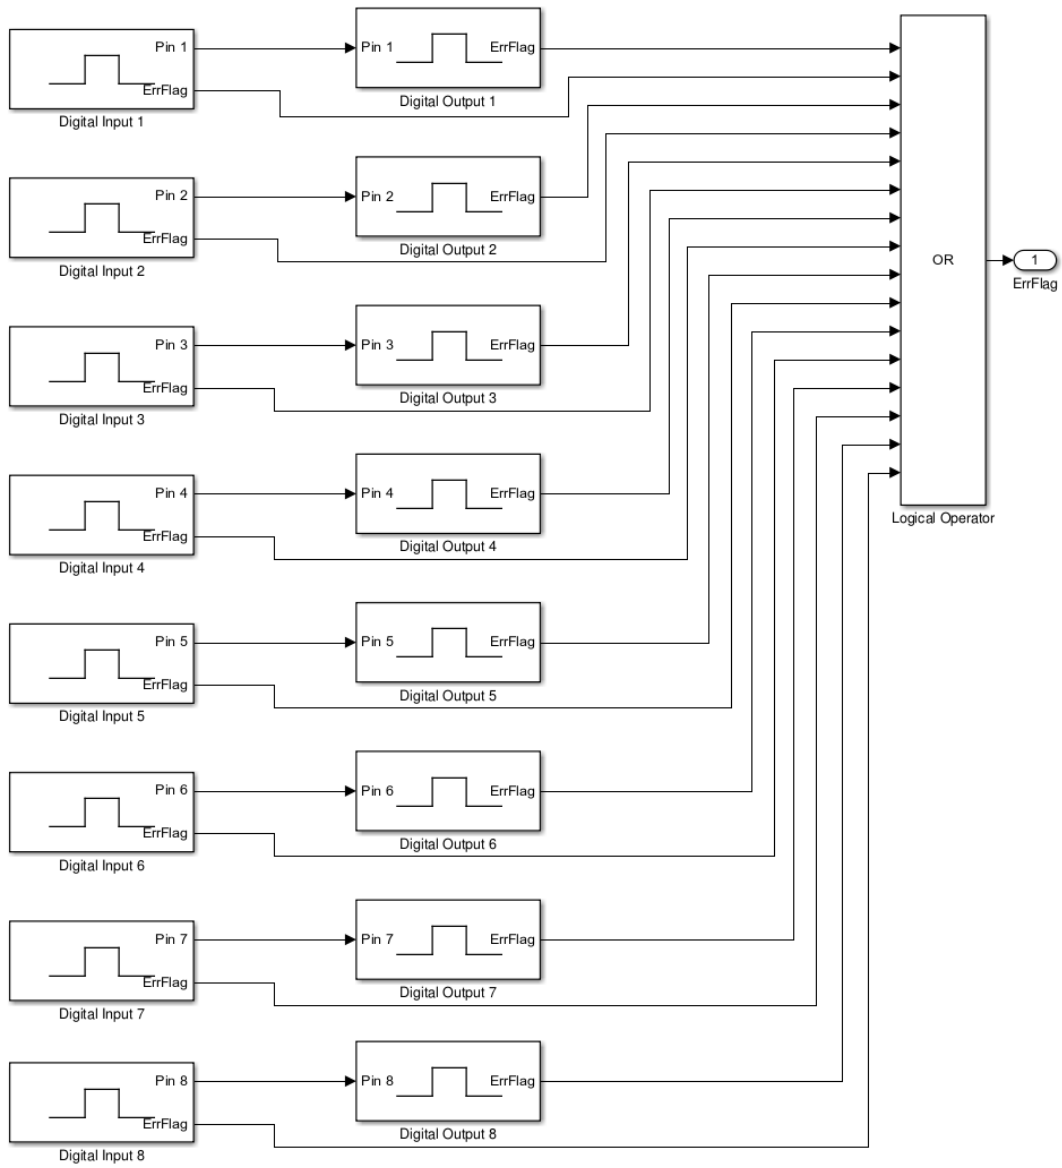 Pin 1
ErrFlag
Digital Input 1
Pin 1
ErrFlag
Digital Output 1
Pin 2
ErrFlag
Digital Input 2
Pin 2
ErrFlag
Digital Output 2
Pin 3
ErrFlag
Digital Input 3
Pin 3
ErrFlag
Digital Output 3
Pin 4
ErrFlag
Digital Input 4
Pin 4
ErrFlag
Digital Output 4
Pin 5
ErrFlag
Digital Input 5
Pin 5
ErrFlag
Digital Output 5
Pin 6
ErrFlag
Digital Input 6
Pin 6
ErrFlag
Digital Output 6
Pin 7
ErrFlag
Digital Input 7
Pin 7
ErrFlag
Digital Output 7
Pin 8
ErrFlag
Digital Input 8
Pin 8
ErrFlag
Digital Output 8
OR
Logical Operator
1
ErrFlag